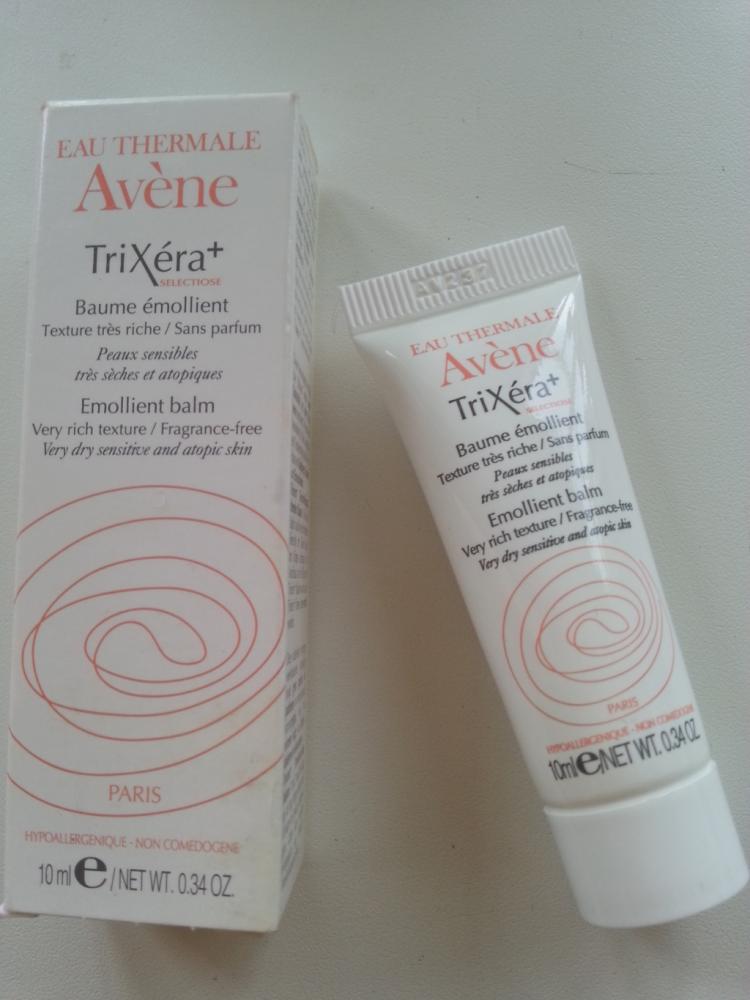 EAU THERMALE
Avène
TriXéra+
SELECTIOSE
Baume émollient
Texture très riche / Sans parfum
Peaux sensibles
très sèches et atopiques
Emollient balm
Very rich texture / Fragrance-free
Very dry sensitive and atopic skin
PARIS
HYPOALLERGENIQUE - NON COMEDOGENE
10 ml e / NET WT. 0.34 OZ.
EAU THERMALE
Avène
TriXéra+
SELECTIOSE
Baume émollient
Texture très riche / Sans parfum
Peaux sensibles
très sèches et atopiques
Emollient balm
Very rich texture / Fragrance-free
Very dry sensitive and atopic skin
PARIS
HYPOALLERGENIQUE - NON COMEDOGEN
10ml e/NET WT. 0.34 OZ